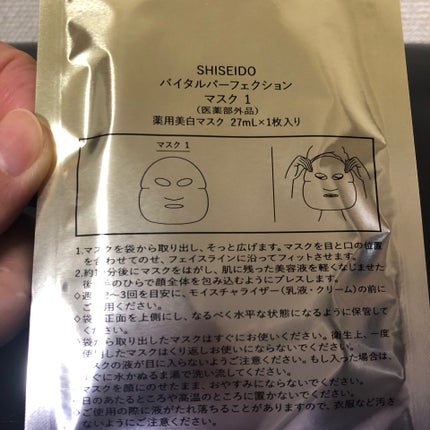 SHISEIDO
バイタルパーフェクション
マスク 1
(医薬部外品)
薬用美白マスク 27mL×1枚入り
マスク 1
1.マスクを袋から取り出し、そっと広げます。マスクを目と口の位置
を合わせてのせ、フェイスラインに沿ってフィットさせます。
2.約 分後にマスクをはがし、肌に残った美容液を軽くなじませた
後 のひらで顔全体を包み込むようにプレスします。
◇週 2~3回を目安に、モイスチャライザー(乳液・クリーム)の前に
ご使用ください。
◇袋 正面を上側にし、なるべく水平な状態になるように保管して
ください。
袋から取り出したマスクはすぐにお使いください。衛生上、一度
使用したマスクはくり返しお使いにならないでください。
マスクの液が目に入らないようご注意ください。もし入った場合は、
すぐに水かぬるま湯で洗い流してください。
マスクを顔にのせたまま、おやすみにならないでください。
日のあたるところや高温のところに置かないでください。
◇ご使用の際に液がたれ落ちることがありますので、衣服など汚さ
ないようにご注意ください。